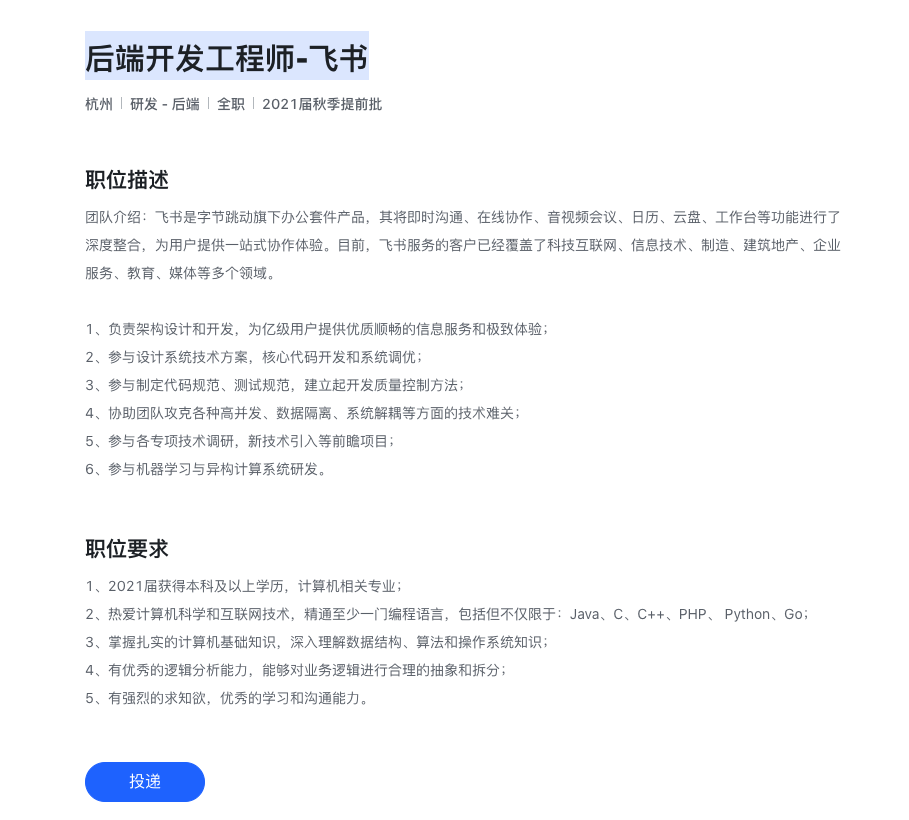 后端开发工程师-飞书
杭州 | 研发 - 后端 | 全职 | 2021届秋季提前批
职位描述
团队介绍：飞书是字节跳动旗下办公套件产品，其将即时沟通、在线协作、音视频会议、日历、云盘、工作台等功能进行了
深度整合，为用户提供一站式协作体验。目前，飞书服务的客户已经覆盖了科技互联网、信息技术、制造、建筑地产、企业
服务、教育、媒体等多个领域。
1、负责架构设计和开发，为亿级用户提供优质顺畅的信息服务和极致体验；
2、参与设计系统技术方案，核心代码开发和系统调优；
3、参与制定代码规范、测试规范，建立起开发质量控制方法；
4、协助团队攻克各种高并发、数据隔离、系统解耦等方面的技术难关；
5、参与各专项技术调研，新技术引入等前瞻项目；
6、参与机器学习与异构计算系统研发。
职位要求
1、2021届获得本科及以上学历，计算机相关专业；
2、热爱计算机科学和互联网技术，精通至少一门编程语言，包括但不仅限于：Java、C、C++、PHP、 Python、Go；
3、掌握扎实的计算机基础知识，深入理解数据结构、算法和操作系统知识；
4、有优秀的逻辑分析能力，能够对业务逻辑进行合理的抽象和拆分；
5、有强烈的求知欲，优秀的学习和沟通能力。
投递